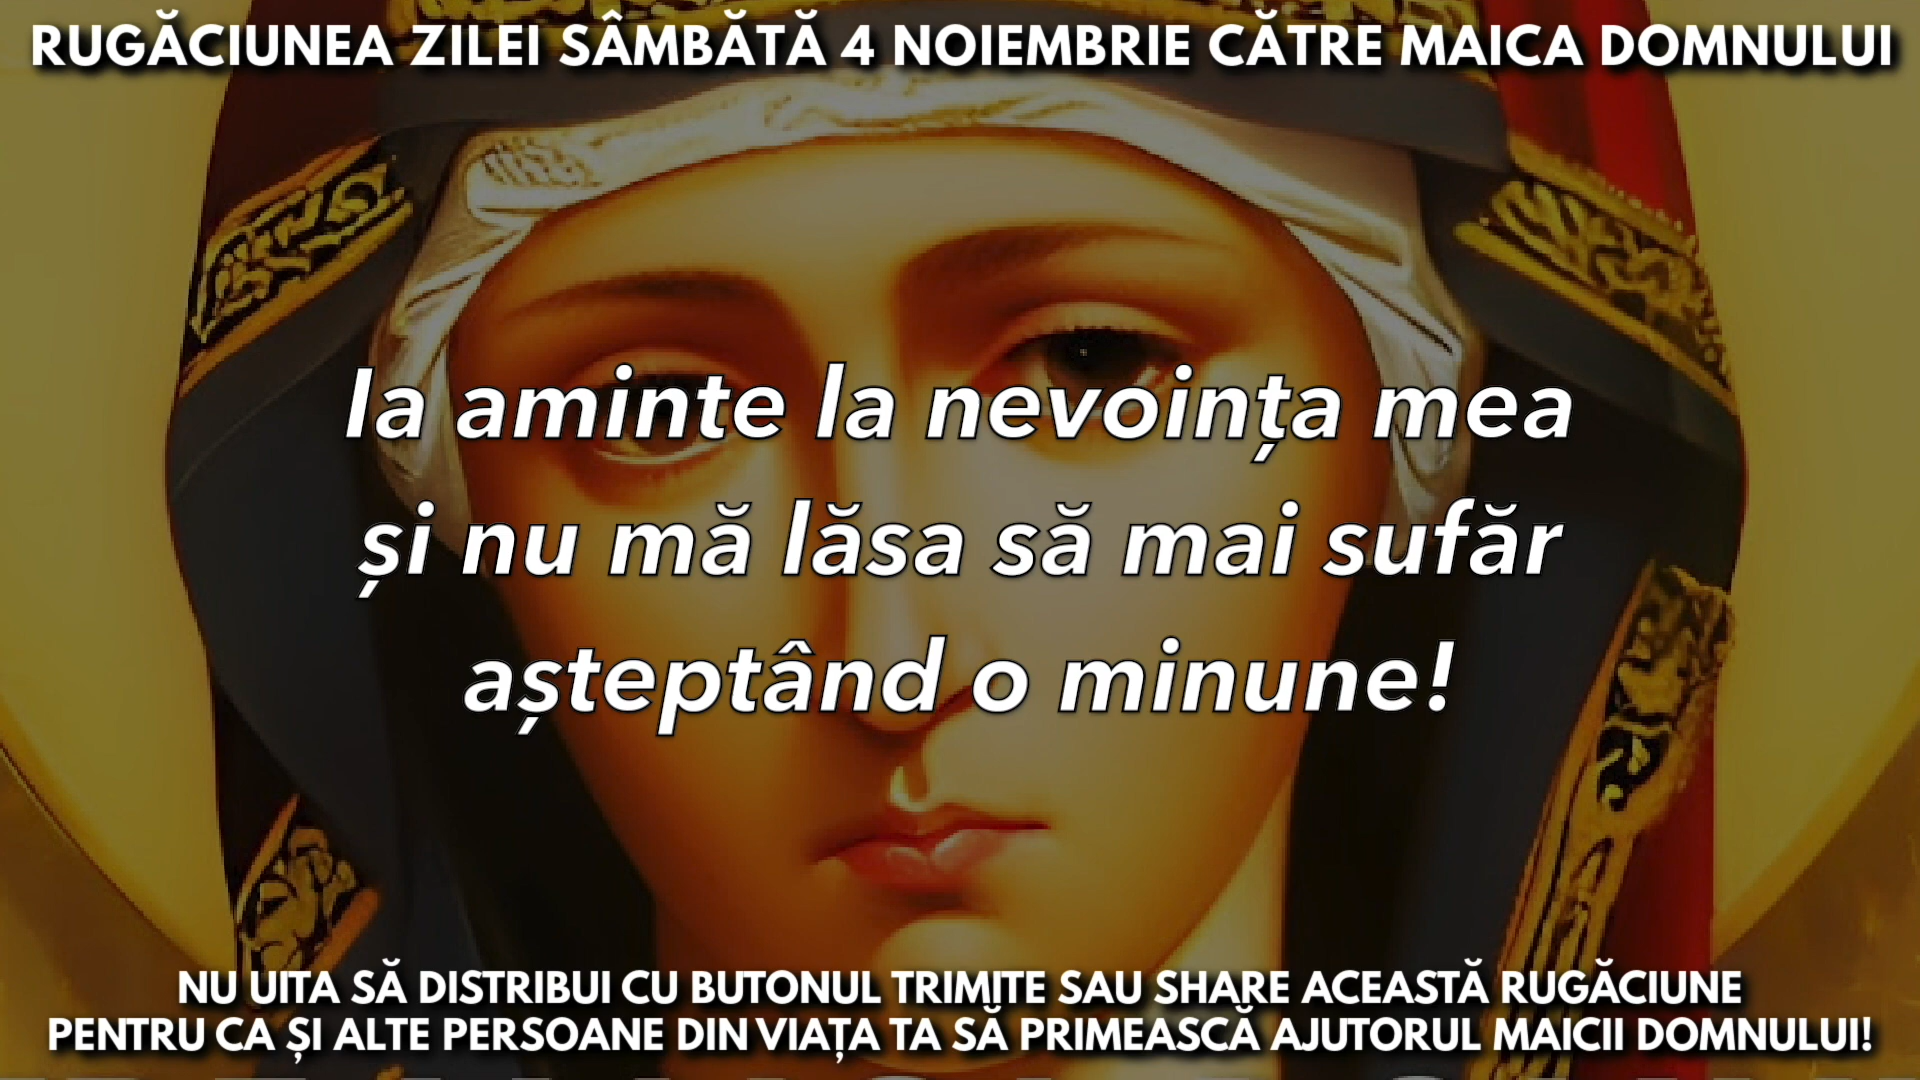 RUGĂCIUNEA ZILEI SÂMBĂTĂ 4 NOIEMBRIE CĂTRE MAICA DOMNULUI
Ia aminte la nevoința mea
și nu mă lăsa să mai sufăr
așteptând o minune!
NU UITA SĂ DISTRIBUI CU BUTONUL TRIMITE SAU SHARE ACEASTĂ RUGĂCIUNE
PENTRU CA ȘI ALTE PERSOANE DIN VIAȚA TA SĂ PRIMEASCĂ AJUTORUL MAICII DOMNULUI!